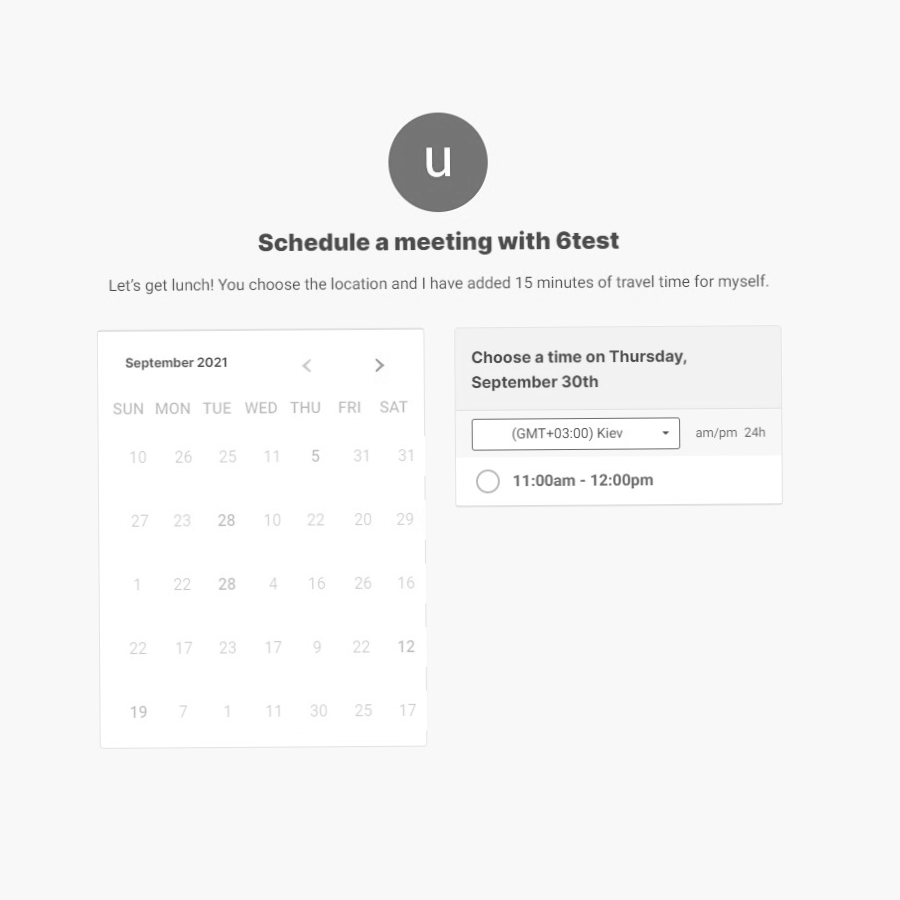 u
Schedule a meeting with 6test
Let's get lunch! You choose the location and I have added 15 minutes of travel time for myself.
September 2021
SUN MON TUE WED THU FRI SAT
10 26 25 11 5 31 31
27 23 28 10 22 20 29
1 22 28 4 16 26 16
22 17 23 17 9 22 12
19 7 1 11 30 25 17
Choose a time on Thursday,
September 30th
(GMT+03:00) Kiev am/pm 24h
11:00am - 12:00pm